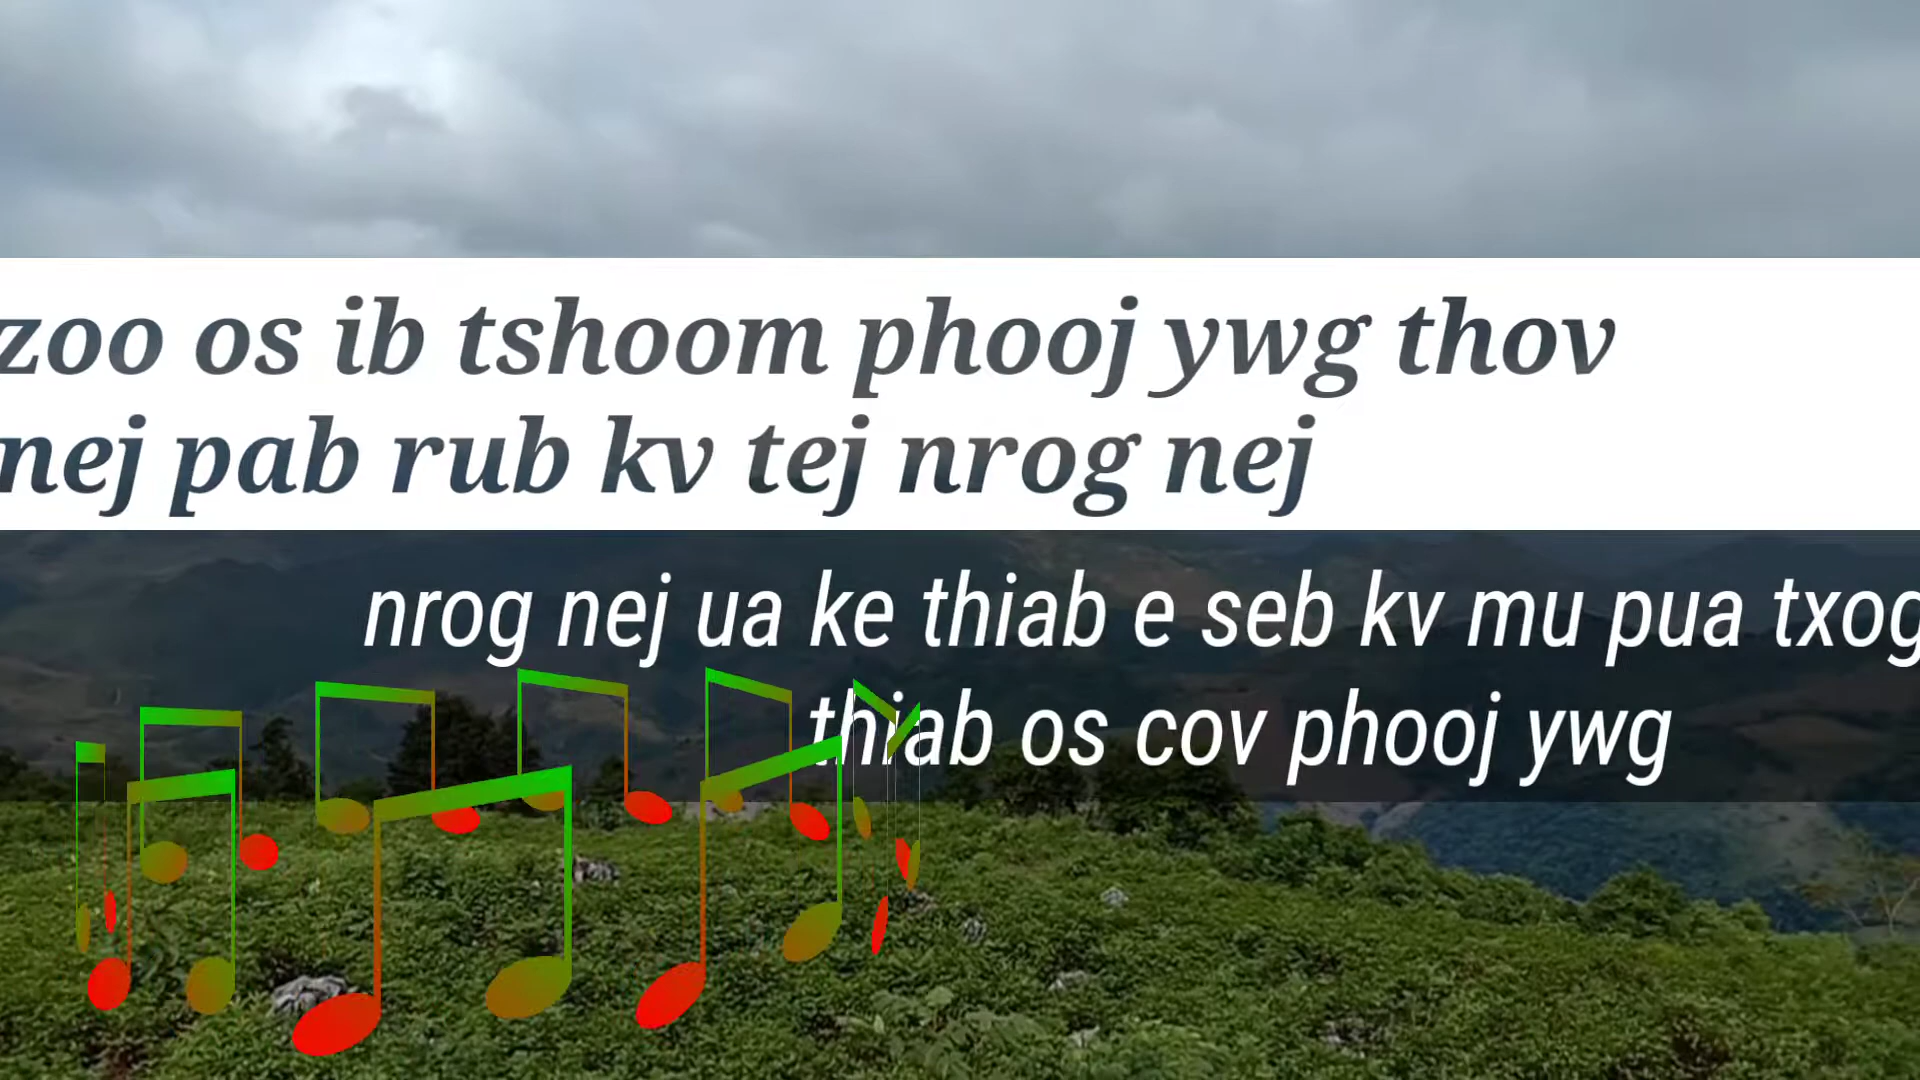 zoo os ib tshoom phooj ywg thov
nej pab rub kv tej nrog nej
nrog nej ua ke thiab e seb kv mu pua txog
thiab os cov phooj ywg